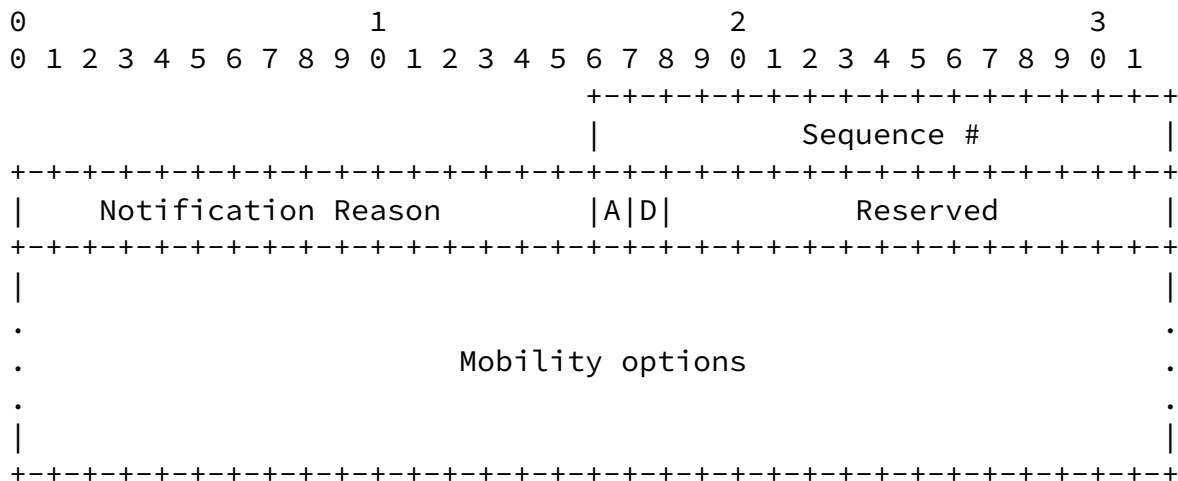 0                   1                   2                   3
0 1 2 3 4 5 6 7 8 9 0 1 2 3 4 5 6 7 8 9 0 1 2 3 4 5 6 7 8 9 0 1
                                +-+-+-+-+-+-+-+-+-+-+-+-+-+-+-+-+
                                |           Sequence #          |
+-+-+-+-+-+-+-+-+-+-+-+-+-+-+-+-+-+-+-+-+-+-+-+-+-+-+-+-+-+-+-+-+
|    Notification Reason        |A|D|          Reserved         |
+-+-+-+-+-+-+-+-+-+-+-+-+-+-+-+-+-+-+-+-+-+-+-+-+-+-+-+-+-+-+-+-+
|                                                               |
.                                                               .
.                        Mobility options                       .
.                                                               .
|                                                               |
+-+-+-+-+-+-+-+-+-+-+-+-+-+-+-+-+-+-+-+-+-+-+-+-+-+-+-+-+-+-+-+-+